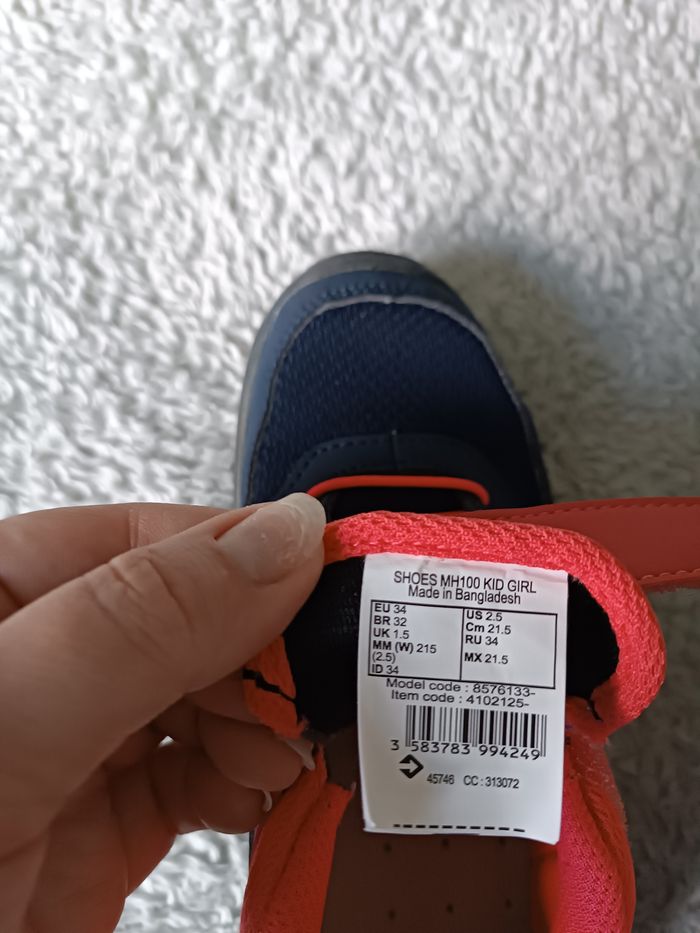 SHOES MH100 KID GIRL
Made in Bangladesh
EU 34
BR 32
UK 1.5
MM (W) 215
(2.5)
ID 34
US 2.5
Cm 21.5
RU 34
MX 21.5
Model code : 8576133-
Item code : 4102125-
3 583783 994249
45746 CC : 313072